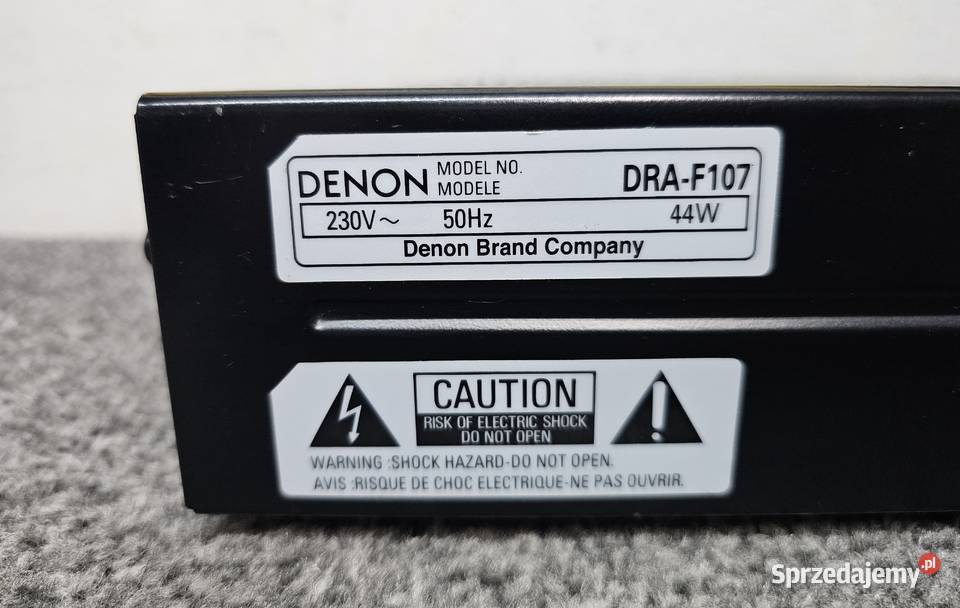 DENON MODEL NO. MODELE DRA-F107
230V~ 50Hz 44W
Denon Brand Company
CAUTION
RISK OF ELECTRIC SHOCK
DO NOT OPEN
WARNING :SHOCK HAZARD-DO NOT OPEN.
AVIS :RISQUE DE CHOC ELECTRIQUE-NE PAS OUVRIR.
Sprzedajemy.pl